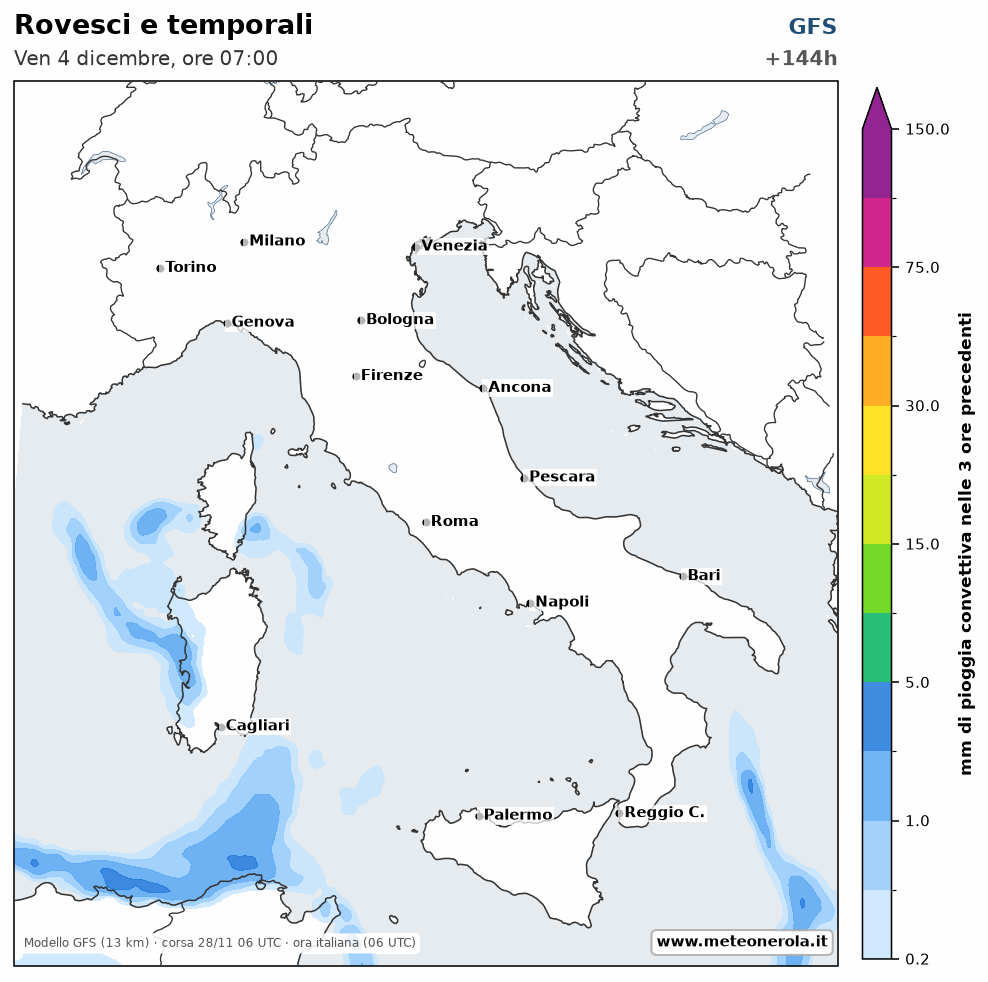 Rovesci e temporali
GFS
Ven 4 dicembre, ore 07:00
+144h
150.0
75.0
30.0
15.0
5.0
1.0
0.2
mm di pioggia convettiva nelle 3 ore precedenti
Milano
Venezia
Torino
Genova
Bologna
Firenze
Ancona
Pescara
Roma
Bari
Napoli
Cagliari
Palermo
Reggio C.
Modello GFS (13 km) · corsa 28/11 06 UTC · ora italiana (06 UTC)
www.meteonerola.it